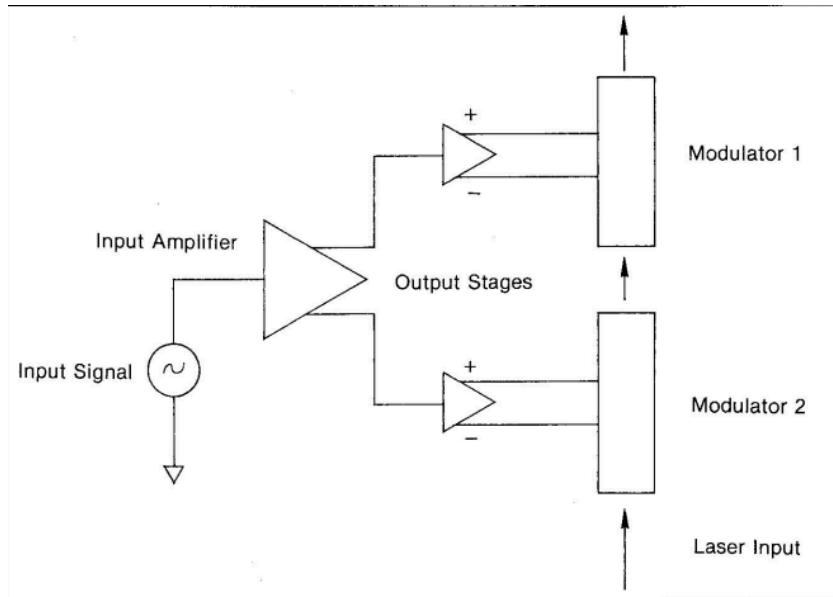 +
Modulator 1
−
Input Amplifier
Output Stages
Input Signal
+
Modulator 2
−
Laser Input